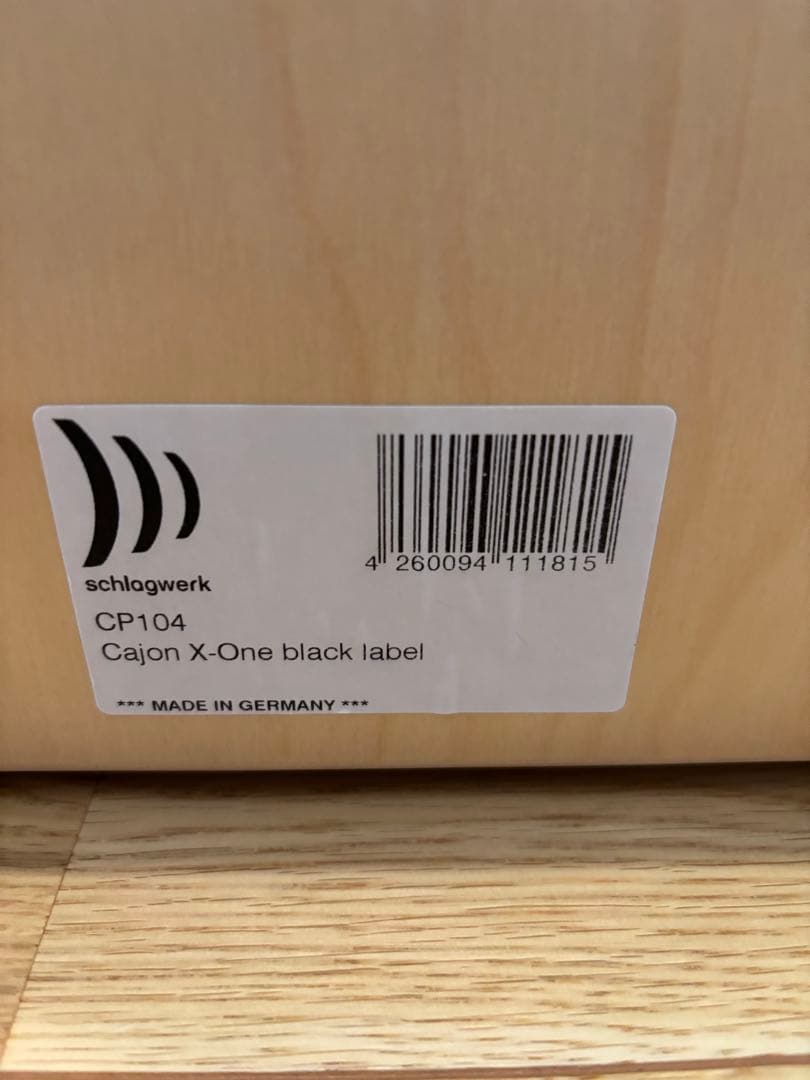 schlagwerk
4 260094 111815
CP104
Cajon X-One black label
*** MADE IN GERMANY ***